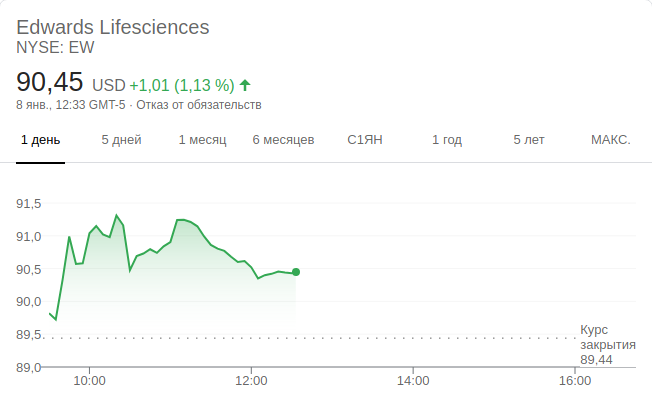 Edwards Lifesciences
NYSE: EW
90,45 USD +1,01 (1,13 %)
8 янв., 12:33 GMT-5 · Отказ от обязательств
1 день 5 дней 1 месяц 6 месяцев С1ЯН 1 год 5 лет МАКС.
91,5
91,0
90,5
90,0
89,5
Курс
закрытия
89,44
89,0
10:00 12:00 14:00 16:00